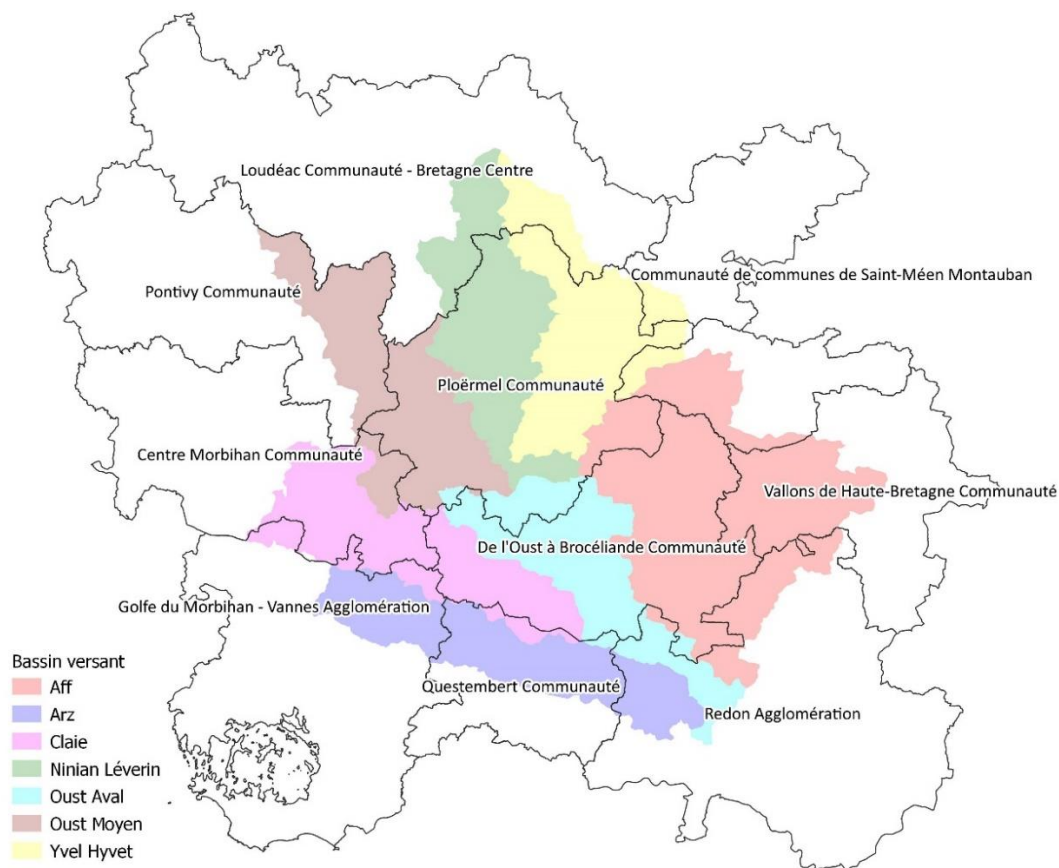 Loudéac Communauté - Bretagne Centre
Communauté de communes de Saint-Méen Montauban
Pontivy Communauté
Ploërmel Communauté
Centre Morbihan Communauté
Vallons de Haute-Bretagne Communauté
De l'Oust à Brocéliande Communauté
Golfe du Morbihan - Vannes Agglomération
Questembert Communauté
Redon Agglomération
Bassin versant
Aff
Arz
Claie
Ninian Léverin
Oust Aval
Oust Moyen
Yvel Hyvet